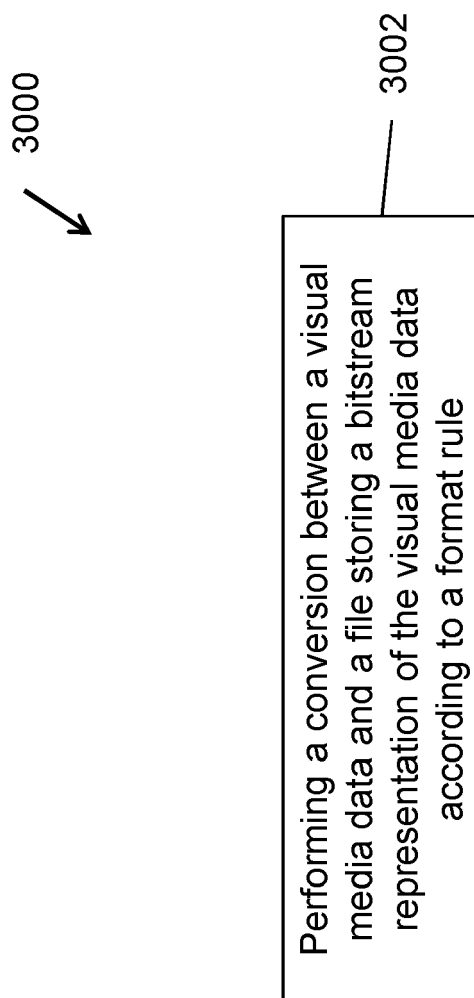 3000
3002
Performing a conversion between a visual
media data and a file storing a bitstream
representation of the visual media data
according to a format rule